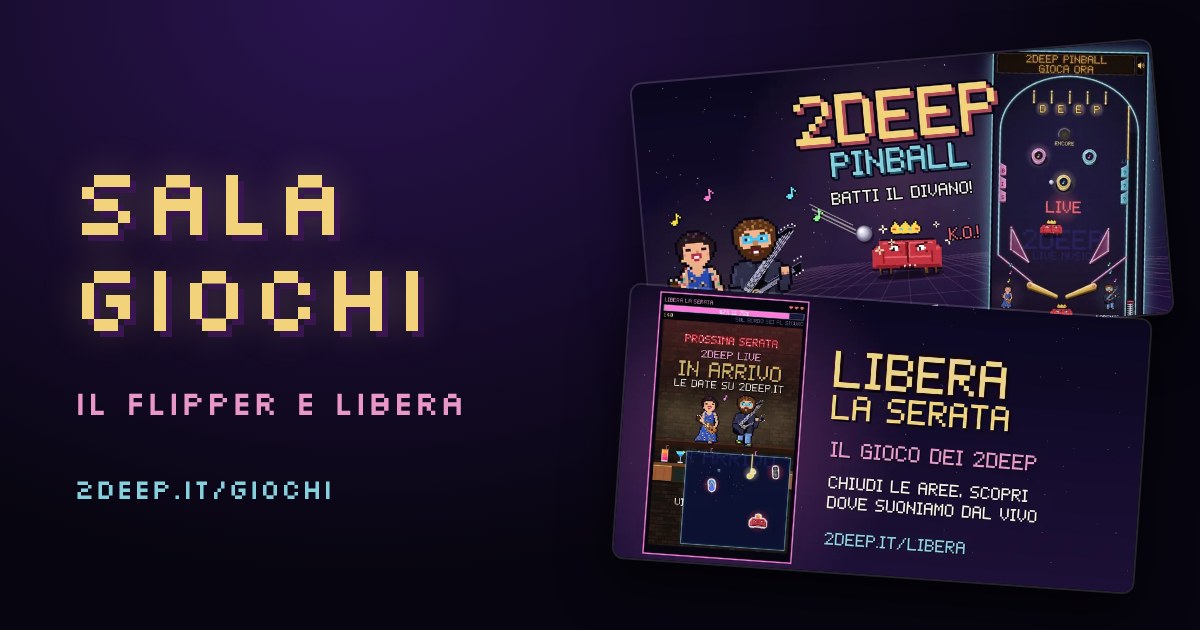 SALA
GIOCHI
IL FLIPPER E LIBERA
2DEEP.IT/GIOCHI
2DEEP
PINBALL
BATTI IL DIVANO!
K.O.!
2DEEP PINBALL
GIOCA ORA
D E E P
ENCORE
LIVE
2DEEP
LIBERA LA SERATA
PROSSIMA SERATA
2DEEP LIVE
IN ARRIVO
LE DATE SU 2DEEP.IT
LIBERA
LA SERATA
IL GIOCO DEI 2DEEP
CHIUDI LE AREE, SCOPRI
DOVE SUONIAMO DAL VIVO
2DEEP.IT/LIBERA